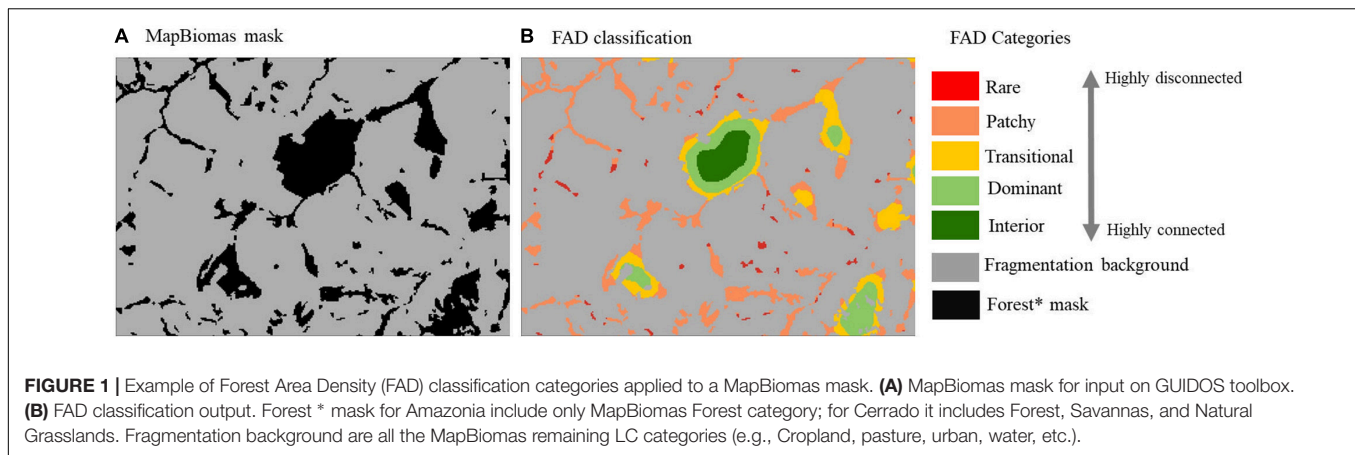 A MapBiomas mask
B FAD classification
FAD Categories
Rare
Patchy
Transitional
Dominant
Interior
Fragmentation background
Forest* mask
Highly disconnected
Highly connected
FIGURE 1 | Example of Forest Area Density (FAD) classification categories applied to a MapBiomas mask. (A) MapBiomas mask for input on GUIDOS toolbox.
(B) FAD classification output. Forest * mask for Amazonia include only MapBiomas Forest category; for Cerrado it includes Forest, Savannas, and Natural
Grasslands. Fragmentation background are all the MapBiomas remaining LC categories (e.g., Cropland, pasture, urban, water, etc.).